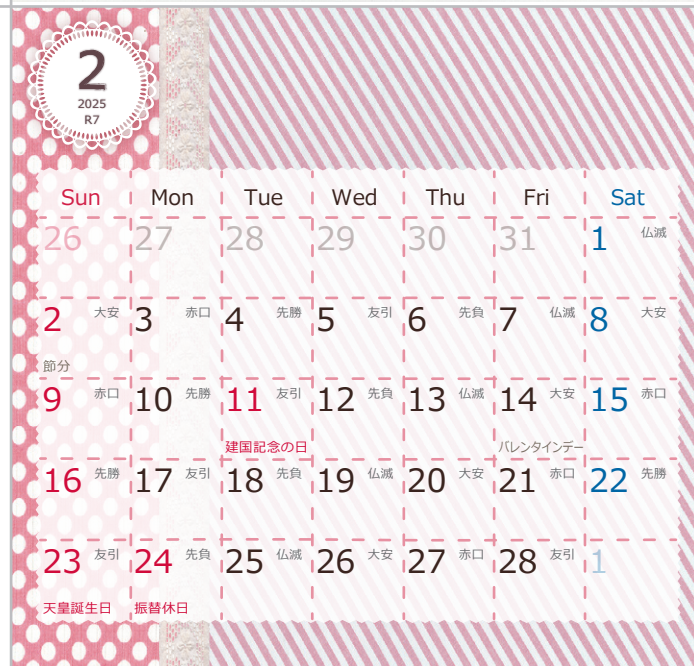 2
2025
R7
Sun Mon Tue Wed Thu Fri Sat
26 27 28 29 30 31 1 仏滅
2 大安 3 赤口 4 先勝 5 友引 6 先負 7 仏滅 8 大安
節分
9 赤口 10 先勝 11 友引 12 先負 13 仏滅 14 大安 15 赤口
建国記念の日 バレンタインデー
16 先勝 17 友引 18 先負 19 仏滅 20 大安 21 赤口 22 先勝
23 友引 24 先負 25 仏滅 26 大安 27 赤口 28 友引 1
天皇誕生日 振替休日